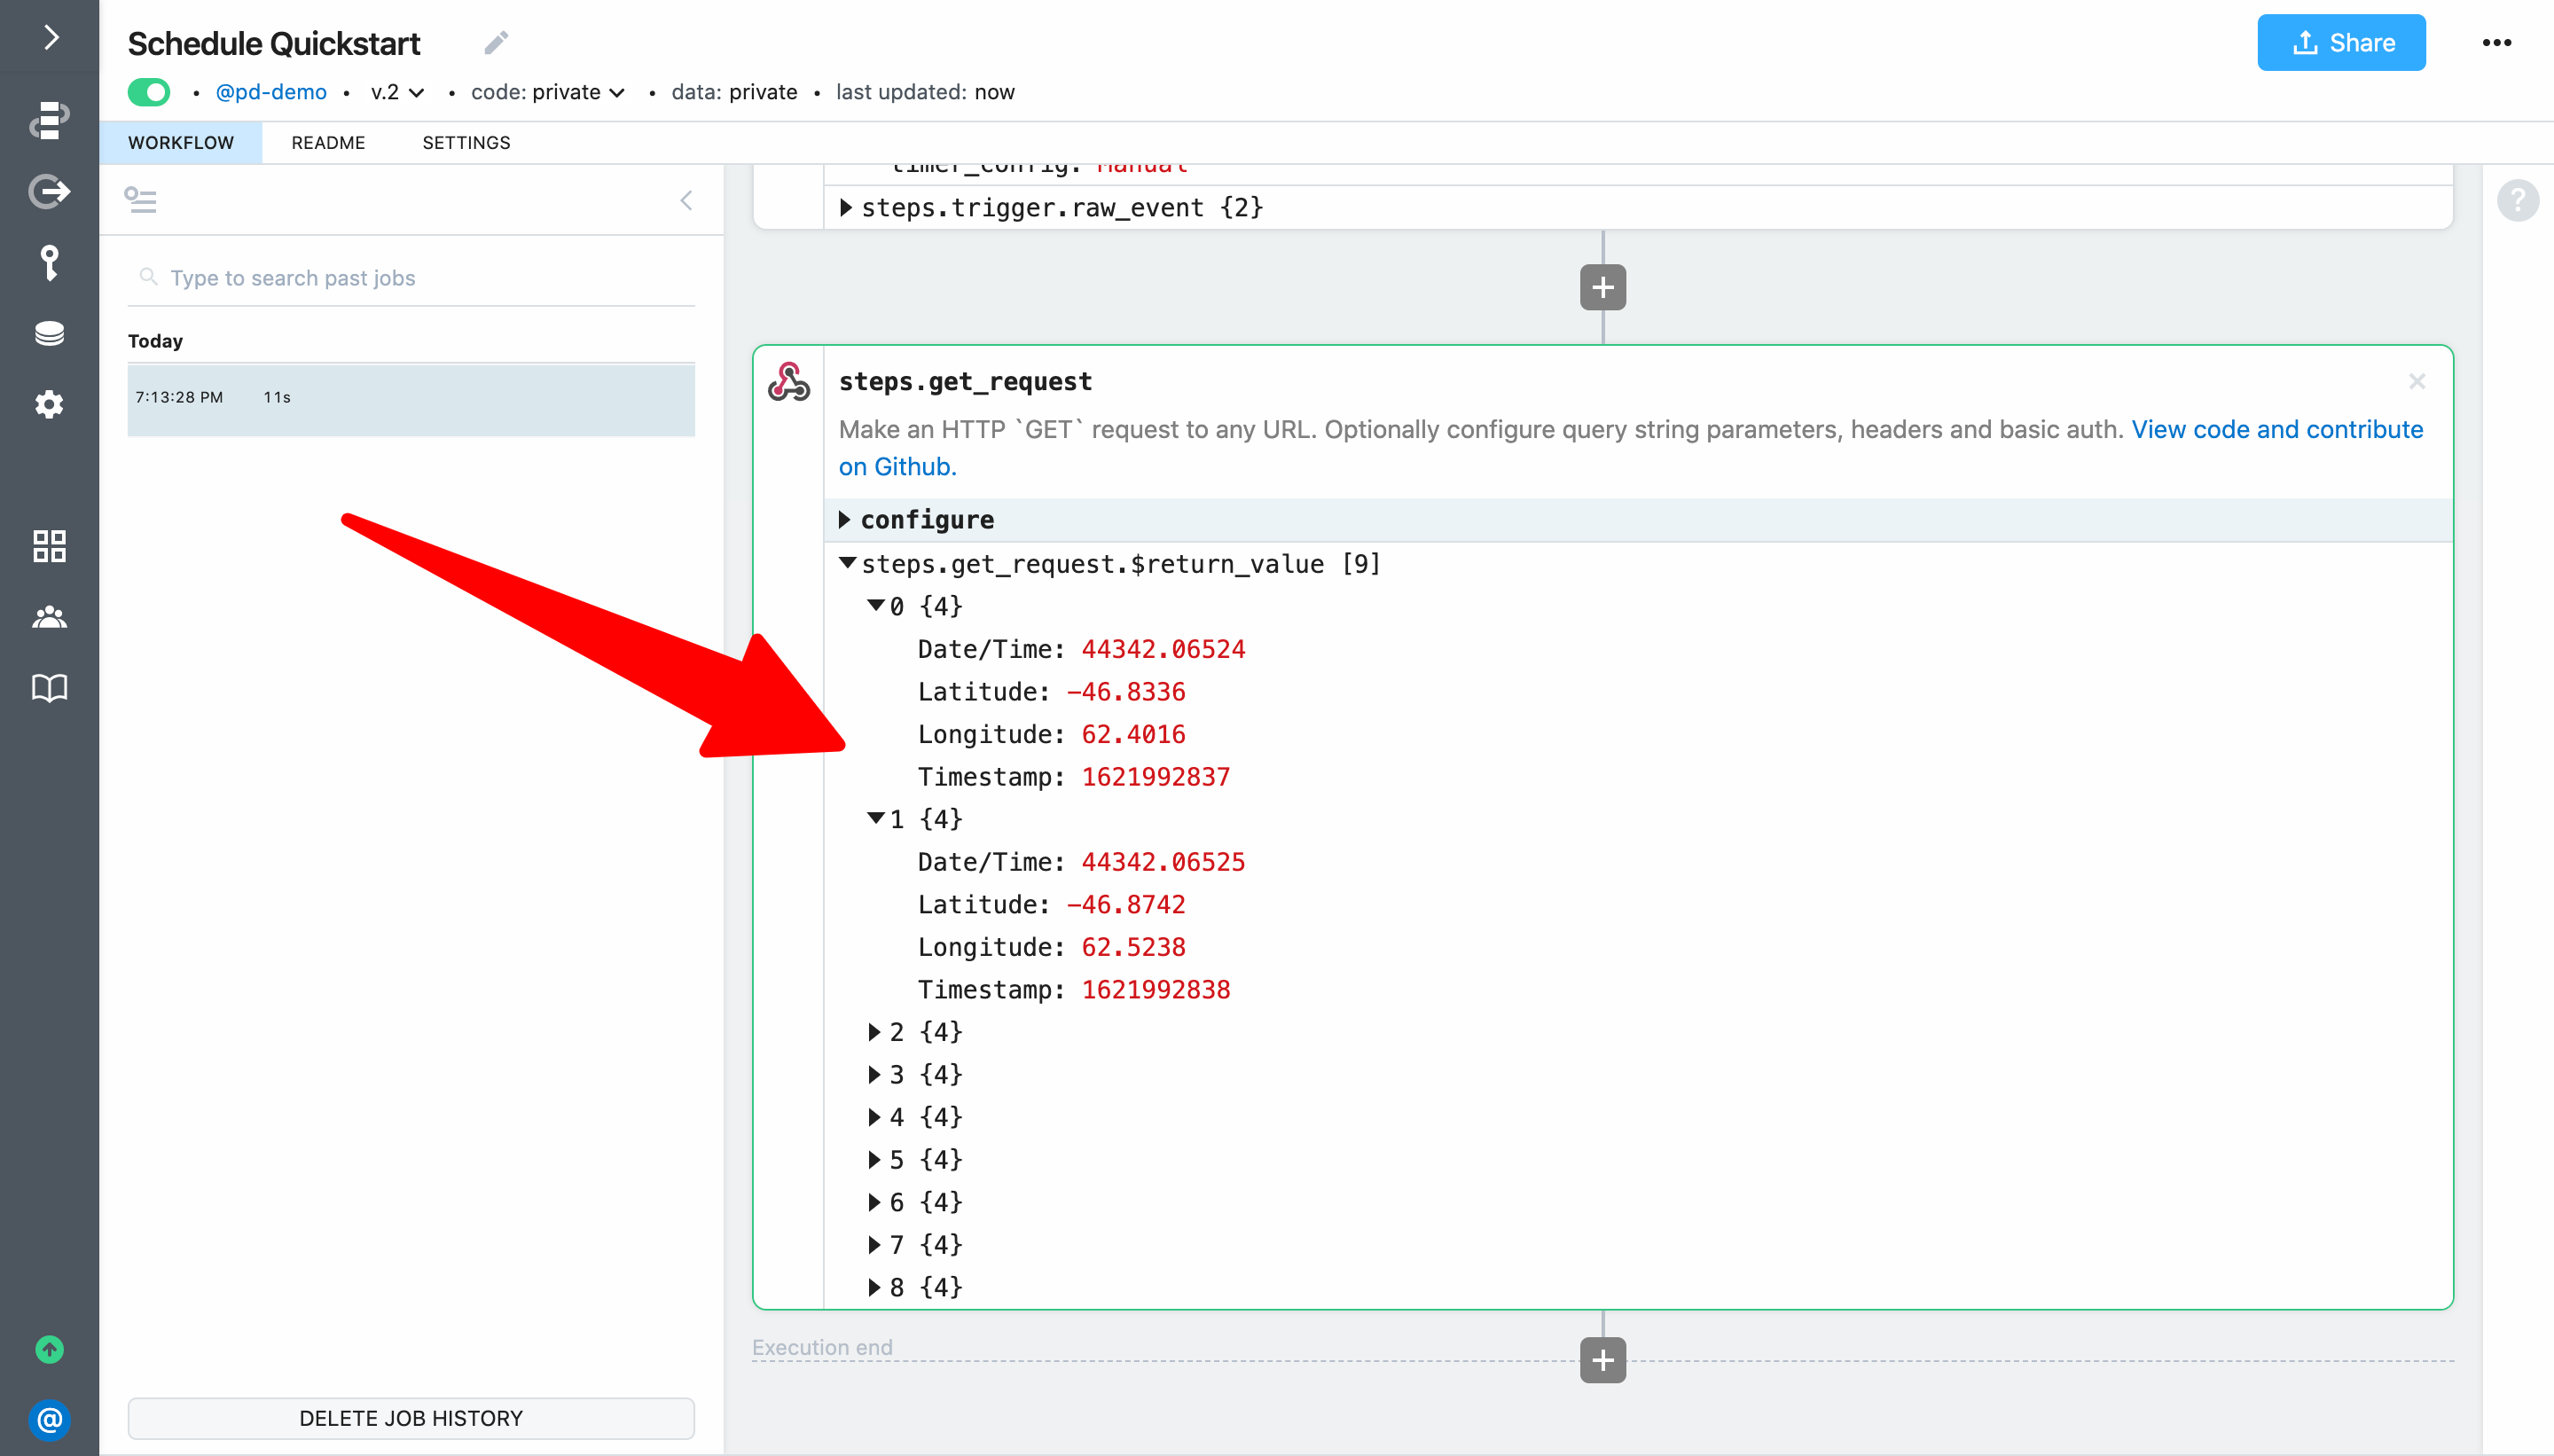 Schedule Quickstart
Share
• @pd-demo • v.2 • code: private • data: private • last updated: now
WORKFLOW README SETTINGS
timer_config: Manual
steps.trigger.raw_event {2}
?
Type to search past jobs
Today
7:13:28 PM 11s
steps.get_request
Make an HTTP `GET` request to any URL. Optionally configure query string parameters, headers and basic auth. View code and contribute
on Github.
configure
steps.get_request.$return_value [9]
0 {4}
Date/Time: 44342.06524
Latitude: -46.8336
Longitude: 62.4016
Timestamp: 1621992837
1 {4}
Date/Time: 44342.06525
Latitude: -46.8742
Longitude: 62.5238
Timestamp: 1621992838
2 {4}
3 {4}
4 {4}
5 {4}
6 {4}
7 {4}
8 {4}
Execution end
DELETE JOB HISTORY
@